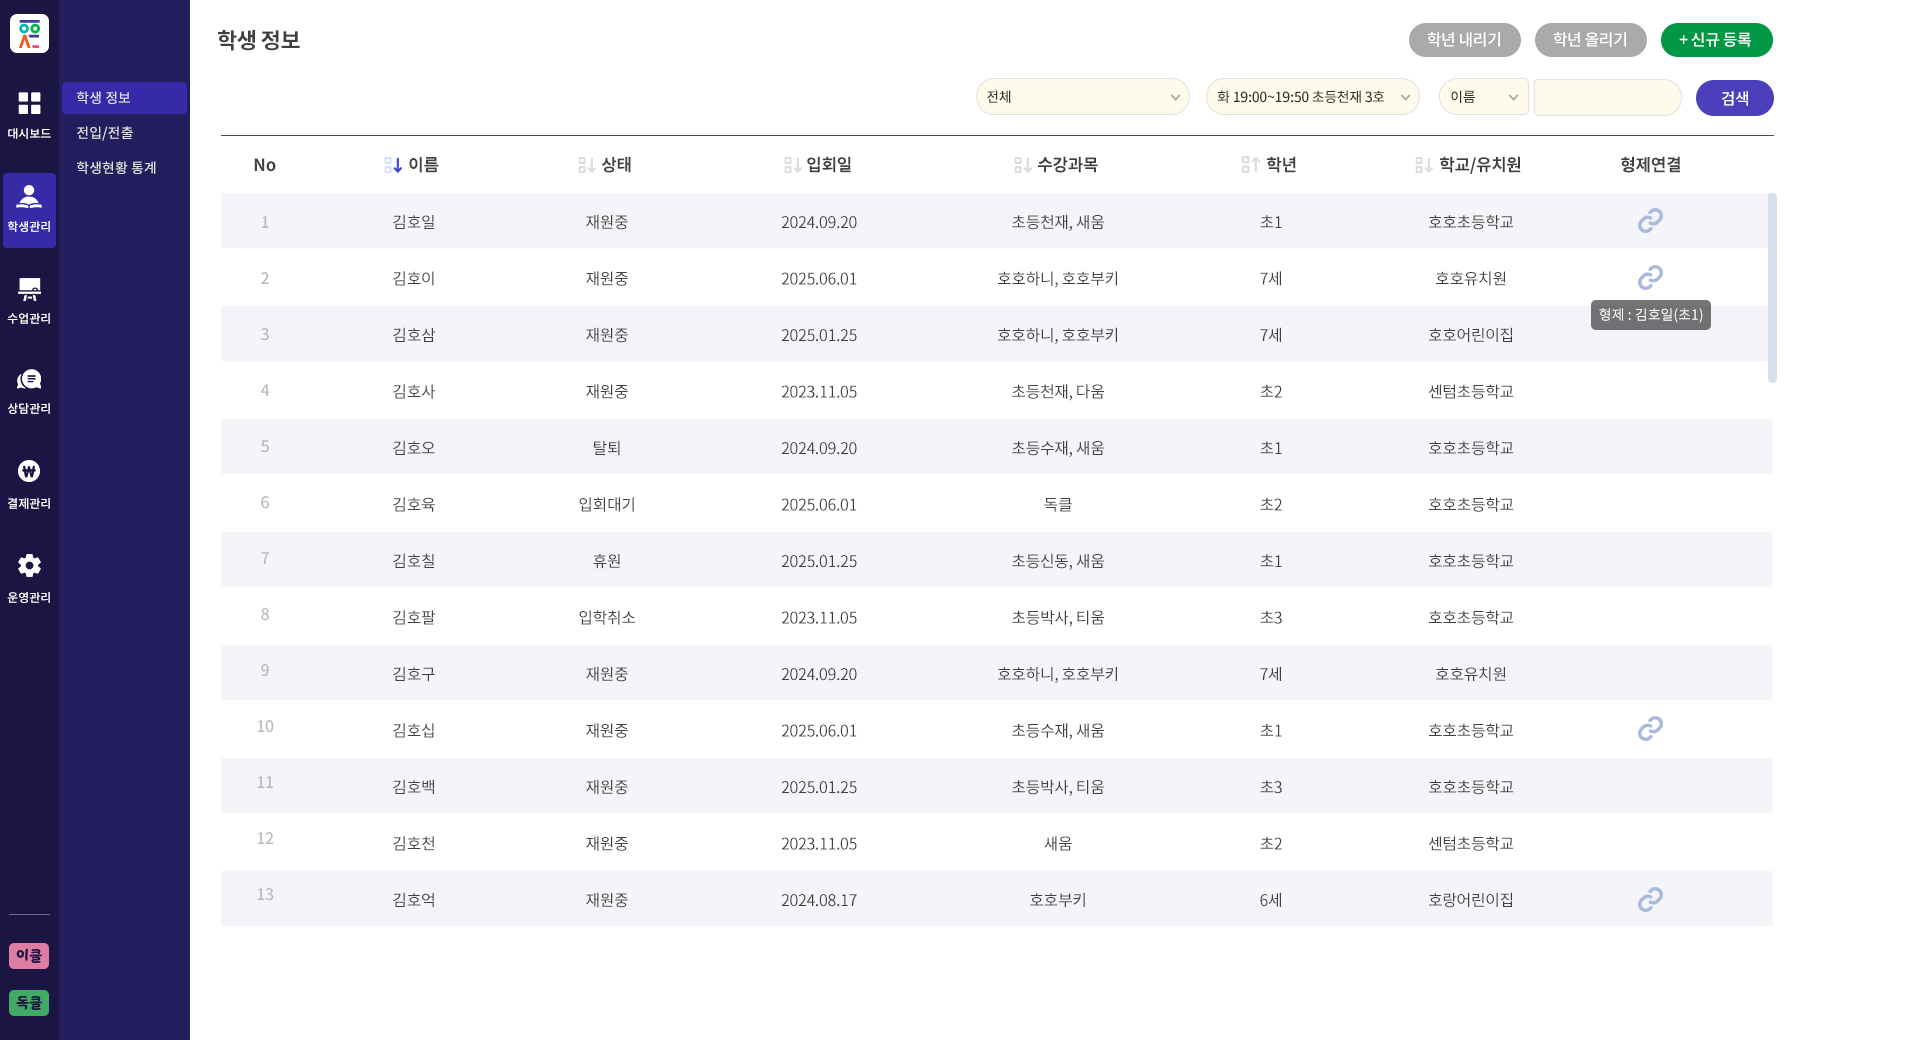 학생 정보
학년 내리기
학년 올리기
+ 신규 등록
전체
화 19:00~19:50 초등천재 3호
이름
검색
대시보드
학생관리
수업관리
상담관리
결제관리
운영관리
이클
독클
학생 정보
전입/전출
학생현황 통계
No 이름 상태 입회일 수강과목 학년 학교/유치원 형제연결
1 김호일 재원중 2024.09.20 초등천재, 새움 초1 호호초등학교
2 김호이 재원중 2025.06.01 호호하니, 호호부키 7세 호호유치원
형제 : 김호일(초1)
3 김호삼 재원중 2025.01.25 호호하니, 호호부키 7세 호호어린이집
4 김호사 재원중 2023.11.05 초등천재, 다움 초2 센텀초등학교
5 김호오 탈퇴 2024.09.20 초등수재, 새움 초1 호호초등학교
6 김호육 입회대기 2025.06.01 독클 초2 호호초등학교
7 김호칠 휴원 2025.01.25 초등신동, 새움 초1 호호초등학교
8 김호팔 입학취소 2023.11.05 초등박사, 티움 초3 호호초등학교
9 김호구 재원중 2024.09.20 호호하니, 호호부키 7세 호호유치원
10 김호십 재원중 2025.06.01 초등수재, 새움 초1 호호초등학교
11 김호백 재원중 2025.01.25 초등박사, 티움 초3 호호초등학교
12 김호천 재원중 2023.11.05 새움 초2 센텀초등학교
13 김호억 재원중 2024.08.17 호호부키 6세 호랑어린이집